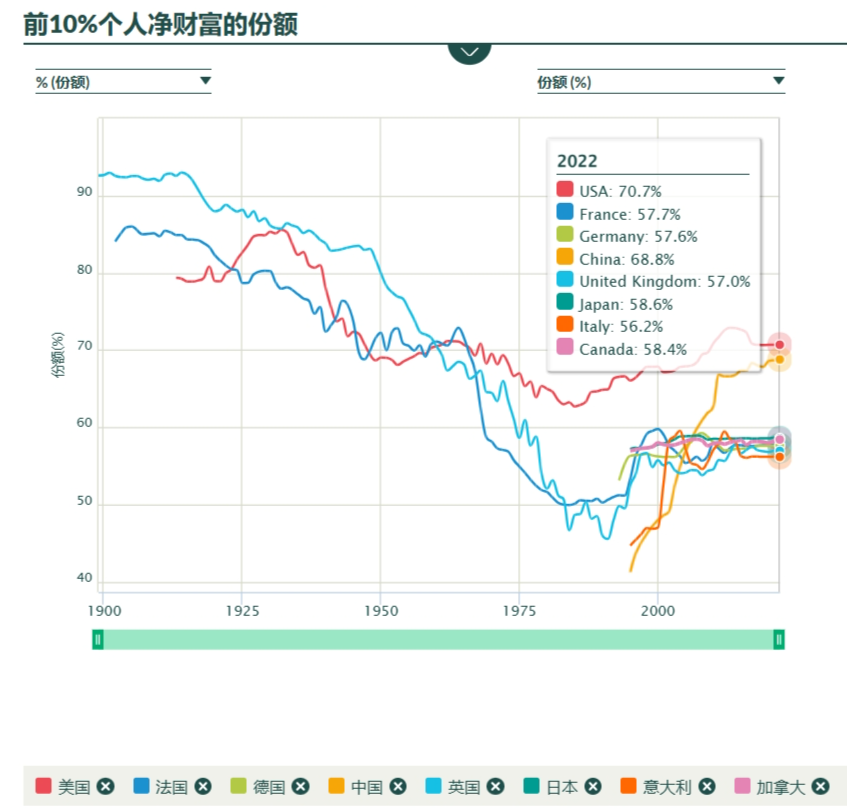 前10%个人净财富的份额
% (份额)
份额 (%)
2022
USA: 70.7%
France: 57.7%
Germany: 57.6%
China: 68.8%
United Kingdom: 57.0%
Japan: 58.6%
Italy: 56.2%
Canada: 58.4%
份额(%)
90
80
70
60
50
40
1900 1925 1950 1975 2000
美国 法国 德国 中国 英国 日本 意大利 加拿大